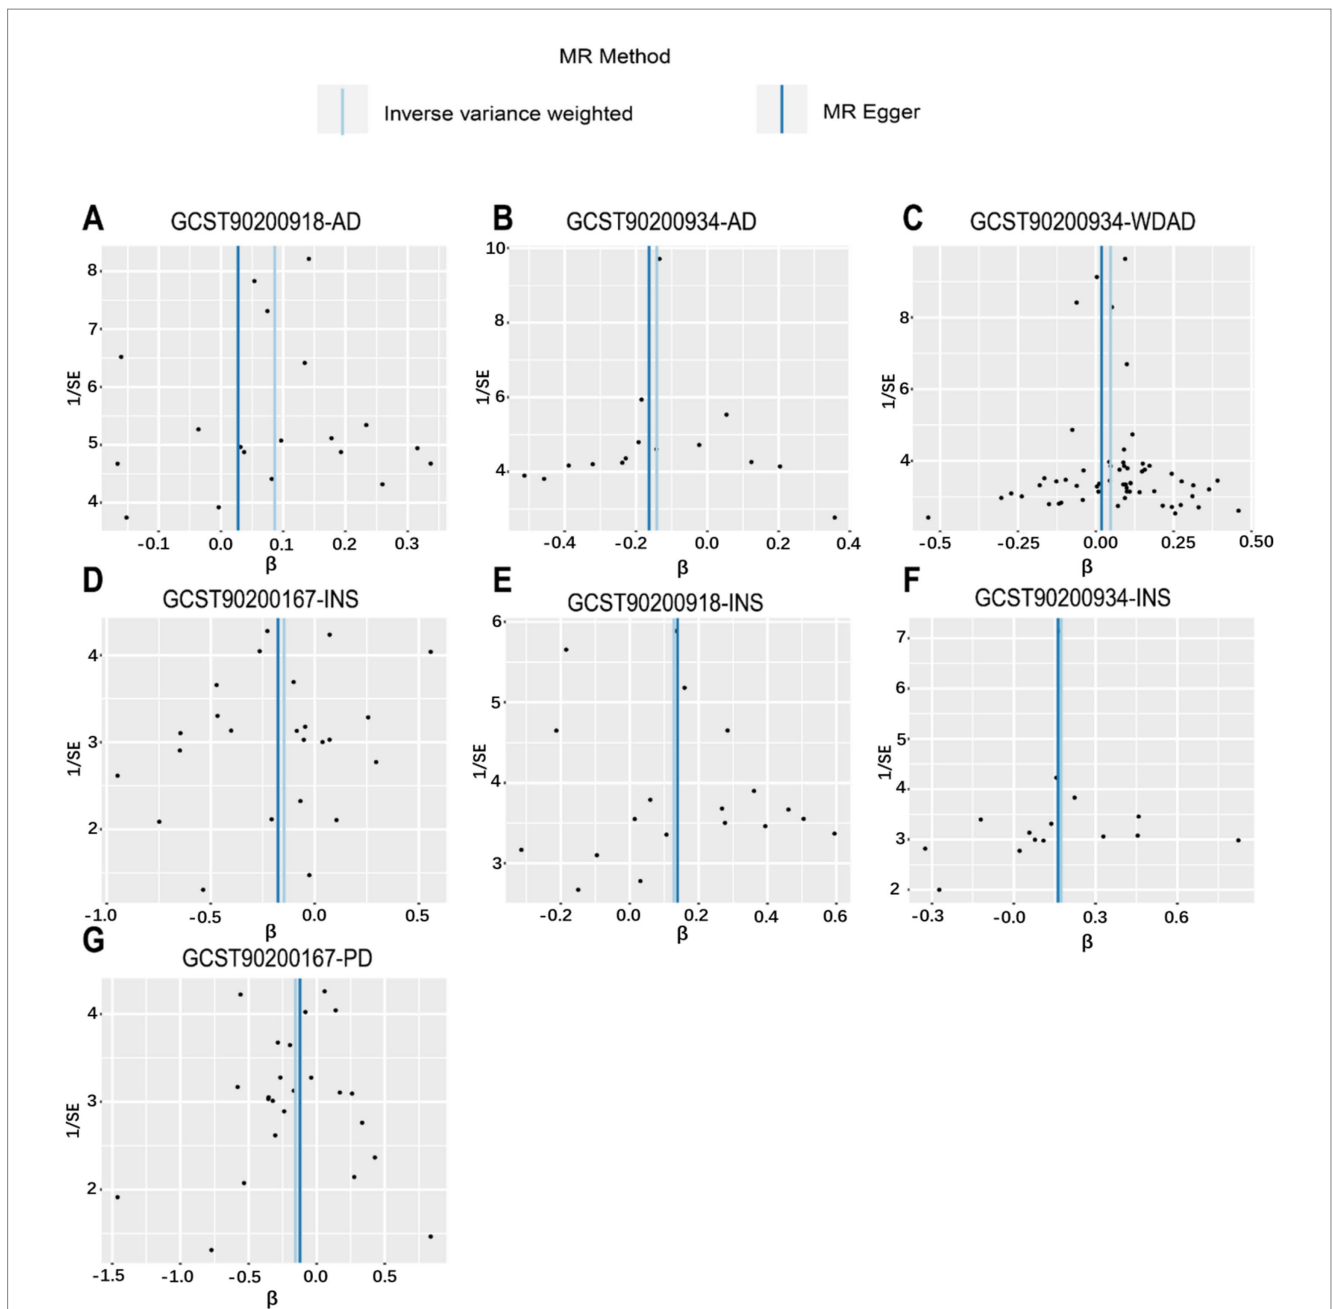 MR Method
Inverse variance weighted
MR Egger
A
GCST90200918-AD
8
7
6
5
4
1/SE
-0.1 0.0 0.1 0.2 0.3
β
B
GCST90200934-AD
10
8
6
4
1/SE
-0.4 -0.2 0.0 0.2 0.4
β
C
GCST90200934-WDAD
8
6
4
1/SE
-0.5 -0.25 0.00 0.25 0.50
β
D
GCST90200167-INS
4
3
2
1/SE
-1.0 -0.5 0.0 0.5
β
E
GCST90200918-INS
6
5
4
3
1/SE
-0.2 0.0 0.2 0.4 0.6
β
F
GCST90200934-INS
7
6
5
4
3
2
1/SE
-0.3 -0.0 0.3 0.6
β
G
GCST90200167-PD
4
3
2
1/SE
-1.5 -1.0 -0.5 0.0 0.5
β